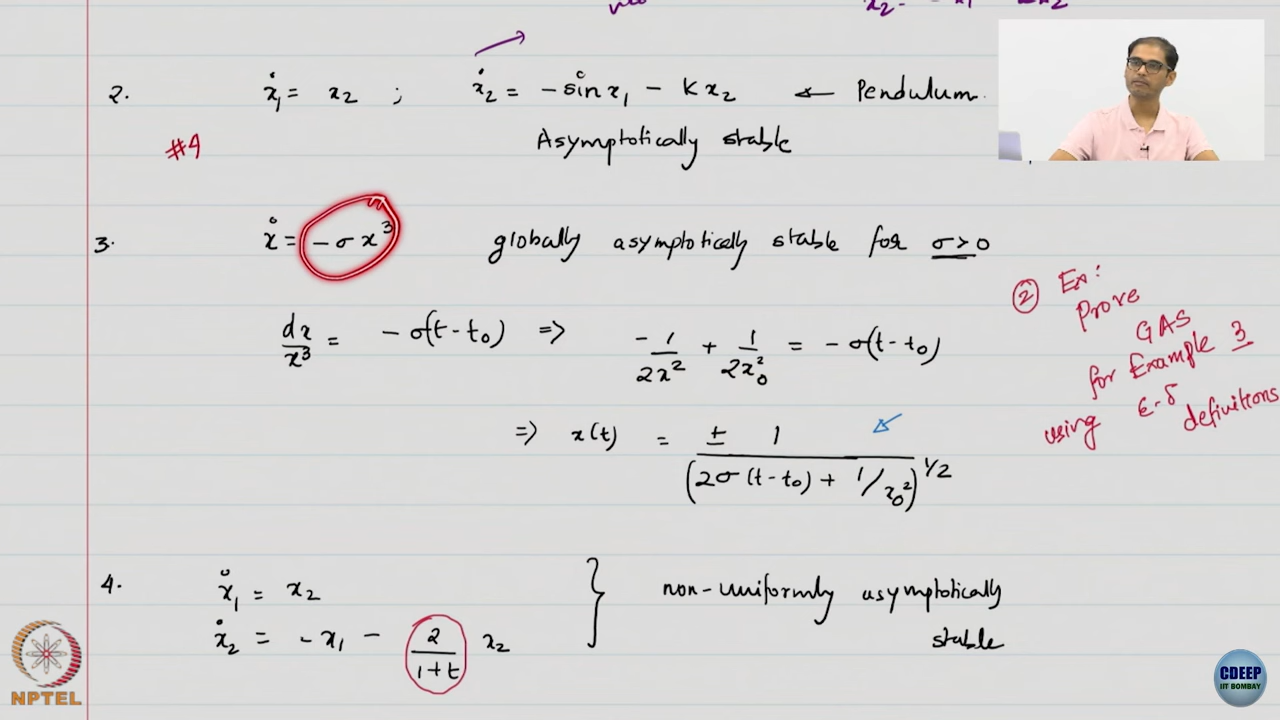 2. ẋ₁ = x₂ ; ẋ₂ = -sin x₁ - K x₂ ← Pendulum.
#4
Asymptotically stable
3. ẋ = -σx³ globally asymptotically stable for σ>0
dx/x³ = -σ(t-t₀) ⇒ -1/2x² + 1/2x₀² = -σ(t-t₀)
⇒ x(t) = ± 1/(2σ(t-t₀) + 1/x₀²)^1/2
② Ex:
Prove
GAS
for Example 3
using ε-δ definitions
4. ẋ₁ = x₂
ẋ₂ = -x₁ - 2/1+t x₂
} non-uniformly asymptotically
stable
NPTEL
CDEEP
IIT BOMBAY